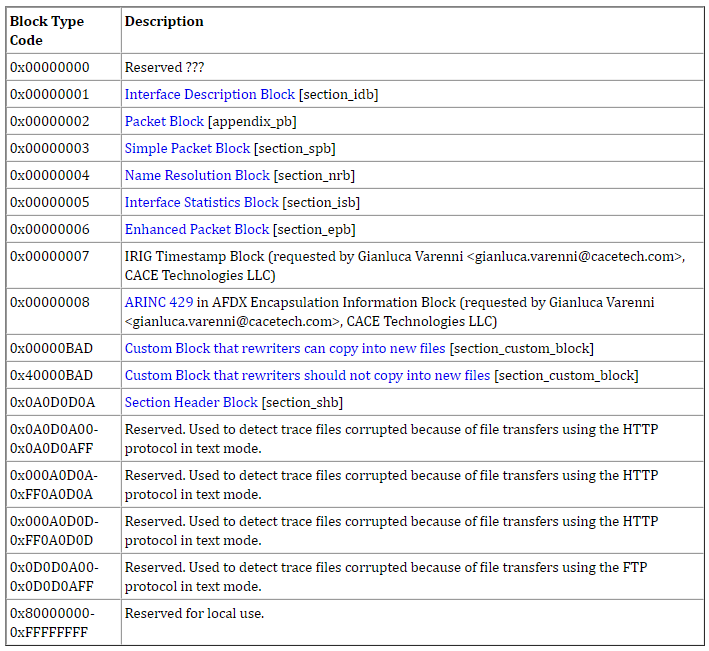 Block Type Description
Code
0x00000000 Reserved ???
0x00000001 Interface Description Block [section_idb]
0x00000002 Packet Block [appendix_pb]
0x00000003 Simple Packet Block [section_spb]
0x00000004 Name Resolution Block [section_nrb]
0x00000005 Interface Statistics Block [section_isb]
0x00000006 Enhanced Packet Block [section_epb]
0x00000007 IRIG Timestamp Block (requested by Gianluca Varenni <gianluca.varenni@cacetech.com>,
CACE Technologies LLC)
0x00000008 ARINC 429 in AFDX Encapsulation Information Block (requested by Gianluca Varenni
<gianluca.varenni@cacetech.com>, CACE Technologies LLC)
0x00000BAD Custom Block that rewriters can copy into new files [section_custom_block]
0x40000BAD Custom Block that rewriters should not copy into new files [section_custom_block]
0x0A0D0D0A Section Header Block [section_shb]
0x0A0D0A00- Reserved. Used to detect trace files corrupted because of file transfers using the HTTP
0x0A0D0AFF protocol in text mode.
0x000A0D0A- Reserved. Used to detect trace files corrupted because of file transfers using the HTTP
0xFF0A0D0A protocol in text mode.
0x000A0D0D- Reserved. Used to detect trace files corrupted because of file transfers using the HTTP
0xFF0A0D0D protocol in text mode.
0x0D0D0A00- Reserved. Used to detect trace files corrupted because of file transfers using the FTP
0x0D0D0AFF protocol in text mode.
0x80000000- Reserved for local use.
0xFFFFFFFF